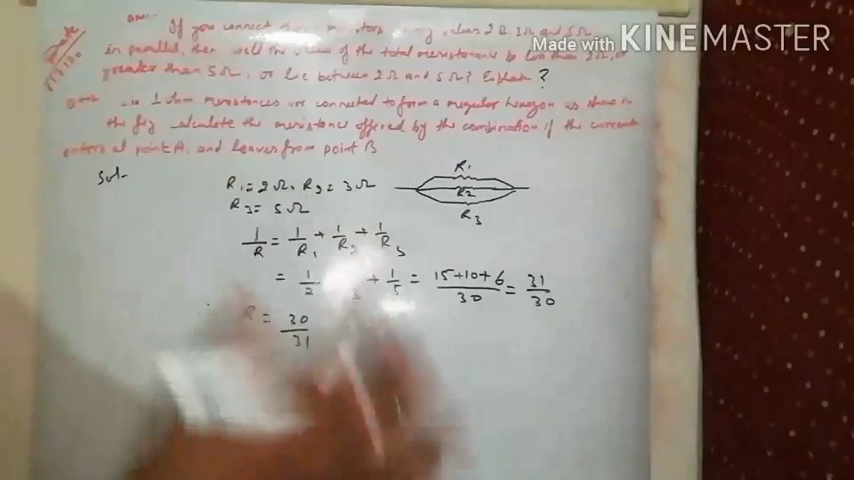 Made with KINEMASTER
Date
Ques:- If you connect three resistors having values 2Ω 3Ω and 5Ω
in parallel, then will the value of the total resistance be less than 2Ω, or
greater than 5Ω, or lie between 2Ω and 5Ω? Explain ?
Ques 1 ohm resistances are connected to form a regular hexagon as shown in
the fig calculate the resistance offered by the combination if the current
enters at point A, and leaves from point B
Sol-
R1 = 2Ω, R2 = 3Ω
R3 = 5Ω
R1
R2
R3
1/R = 1/R1 + 1/R2 + 1/R3
= 1/2 + 1/5 = 15+10+6/30 = 31/30
∴ R = 30/31